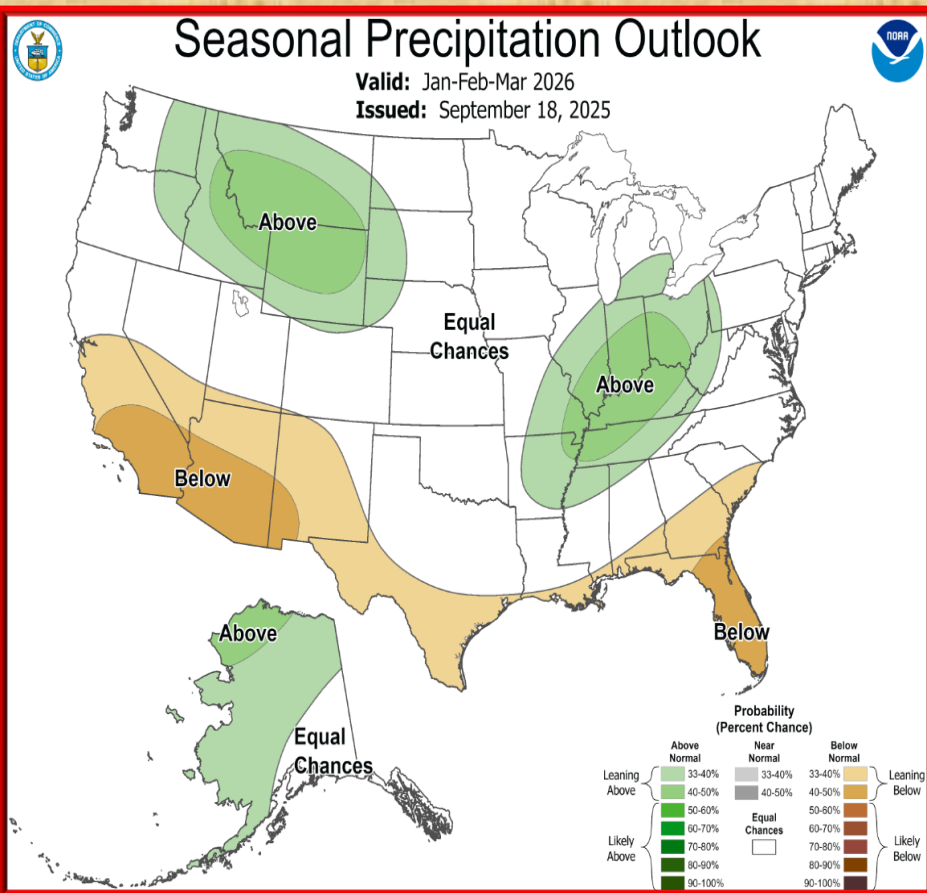 Seasonal Precipitation Outlook
Valid: Jan-Feb-Mar 2026
Issued: September 18, 2025
NOAA
Above
Equal
Chances
Above
Below
Above
Below
Equal
Chances
Probability
(Percent Chance)
Above
Normal
Near
Normal
Below
Normal
Leaning
Above
33-40%
40-50%
33-40%
40-50%
33-40%
40-50%
Leaning
Below
Likely
Above
50-60%
60-70%
70-80%
80-90%
90-100%
Equal
Chances
50-60%
60-70%
70-80%
80-90%
90-100%
Likely
Below